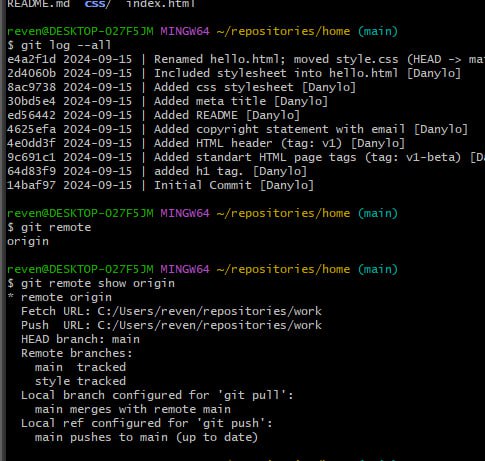 README.md  css/  index.html
reven@DESKTOP-O27F5JM MINGW64 ~/repositories/home (main)
$ git log --all
e4a2f1d 2024-09-15 | Renamed hello.html; moved style.css (HEAD -> ma
2d4060b 2024-09-15 | Included stylesheet into hello.html [Danylo]
8ac9738 2024-09-15 | Added css stylesheet [Danylo]
30bd5e4 2024-09-15 | Added meta title [Danylo]
ed56442 2024-09-15 | Added README [Danylo]
4625efa 2024-09-15 | Added copyright statement with email [Danylo]
4e0dd3f 2024-09-15 | Added HTML header (tag: v1) [Danylo]
9c691c1 2024-09-15 | Added standart HTML page tags (tag: v1-beta) [Da
64d83f9 2024-09-15 | added h1 tag. [Danylo]
14baf97 2024-09-15 | Initial Commit [Danylo]
reven@DESKTOP-O27F5JM MINGW64 ~/repositories/home (main)
$ git remote
origin
reven@DESKTOP-O27F5JM MINGW64 ~/repositories/home (main)
$ git remote show origin
* remote origin
  Fetch URL: C:/Users/reven/repositories/work
  Push  URL: C:/Users/reven/repositories/work
  HEAD branch: main
  Remote branches:
    main  tracked
    style tracked
  Local branch configured for 'git pull':
    main merges with remote main
  Local ref configured for 'git push':
    main pushes to main (up to date)